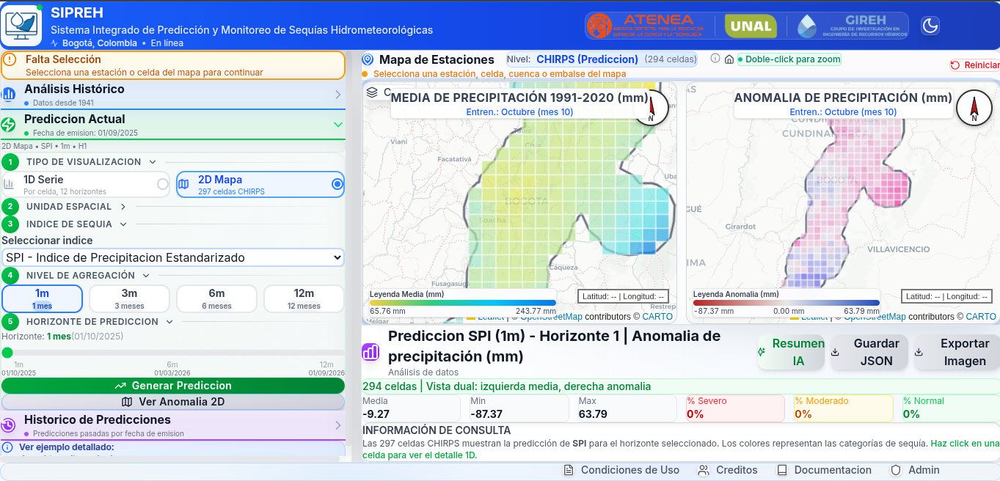 SIPREH
Sistema Integrado de Predicción y Monitoreo de Sequías Hidrometeorológicas
Bogotá, Colombia • En línea
ATENEA
UNAL
GIREH
GRUPO DE INVESTIGACIÓN EN
INGENIERÍA DE RECURSOS HÍDRICOS
Falta Selección
Selecciona una estación o celda del mapa para continuar
Análisis Histórico
Datos desde 1941
Prediccion Actual
Fecha de emision: 01/09/2025
2D Mapa • SPI • 1m • H1
1 TIPO DE VISUALIZACION
1D Serie
Por celda, 12 horizontes
2D Mapa
297 celdas CHIRPS
2 UNIDAD ESPACIAL
3 INDICE DE SEQUIA
Seleccionar indice
SPI - Indice de Precipitacion Estandarizado
4 NIVEL DE AGREGACIÓN
1m
1 mes
3m
3 meses
6m
6 meses
12m
12 meses
5 HORIZONTE DE PREDICCION
Horizonte: 1 mes(01/10/2025)
1m 6m 12m
01/10/2025 01/03/2026 01/09/2026
Generar Prediccion
Ver Anomalia 2D
Historico de Predicciones
Predicciones pasadas por fecha de emision
Ver ejemplo detallado:
Mapa de Estaciones
Nivel: CHIRPS (Prediccion) (294 celdas)
Doble-click para zoom
Reiniciar
Selecciona una estación, celda, cuenca o embalse del mapa
MEDIA DE PRECIPITACIÓN 1991-2020 (mm)
Entren.: Octubre (mes 10)
N
Tabio
Chía
Viani
Facatativá
Uba
BOGOTA
Soacha
Cáqueza
Fusagasug
Restrep
Melgar
Leyenda Media (mm)
65.76 mm 243.77 mm
Latitud: -- | Longitud: --
Leaflet | © OpenStreetMap contributors © CARTO
ANOMALIA DE PRECIPITACIÓN (mm)
Entren.: Octubre (mes 10)
N
AS
CUNDI
CUNDINAMARCA
BOGOTA
GUÉ
Girardot
VILLAVICENCIO
IMA
Leyenda Anomalia (mm)
-87.37 mm 0.00 mm 63.79 mm
Latitud: -- | Longitud: --
Leaflet | © OpenStreetMap contributors © CARTO
Prediccion SPI (1m) - Horizonte 1 | Anomalia de
precipitación (mm)
Análisis de datos
Resumen
IA
Guardar
JSON
Exportar
Imagen
294 celdas | Vista dual: izquierda media, derecha anomalia
Media
-9.27
Min
-87.37
Max
63.79
% Severo
0%
% Moderado
0%
% Normal
0%
INFORMACIÓN DE CONSULTA
Las 297 celdas CHIRPS muestran la predicción de SPI para el horizonte seleccionado. Los colores representan las categorías de sequía. Haz click en una
celda para ver el detalle 1D.
Condiciones de Uso
Creditos
Documentacion
Admin